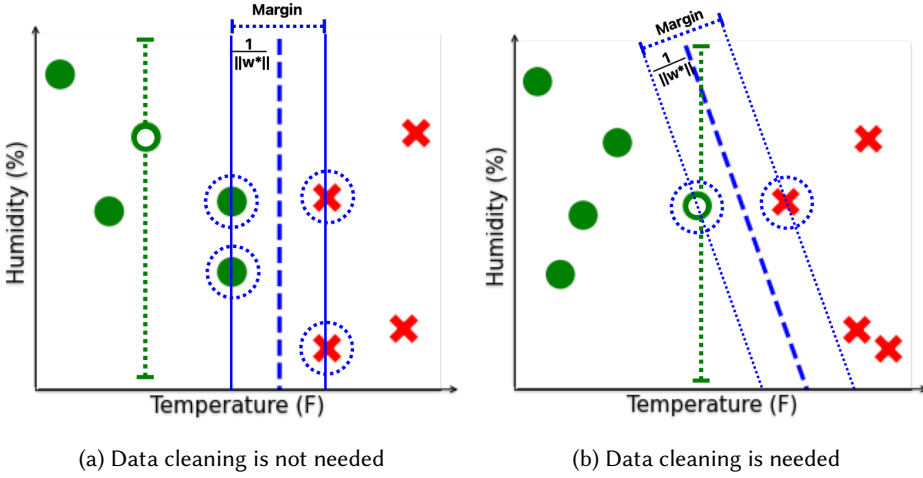 Margin
1
||w*||
Humidity (%)
Temperature (F)
(a) Data cleaning is not needed
Margin
1
||w*||
Humidity (%)
Temperature (F)
(b) Data cleaning is needed